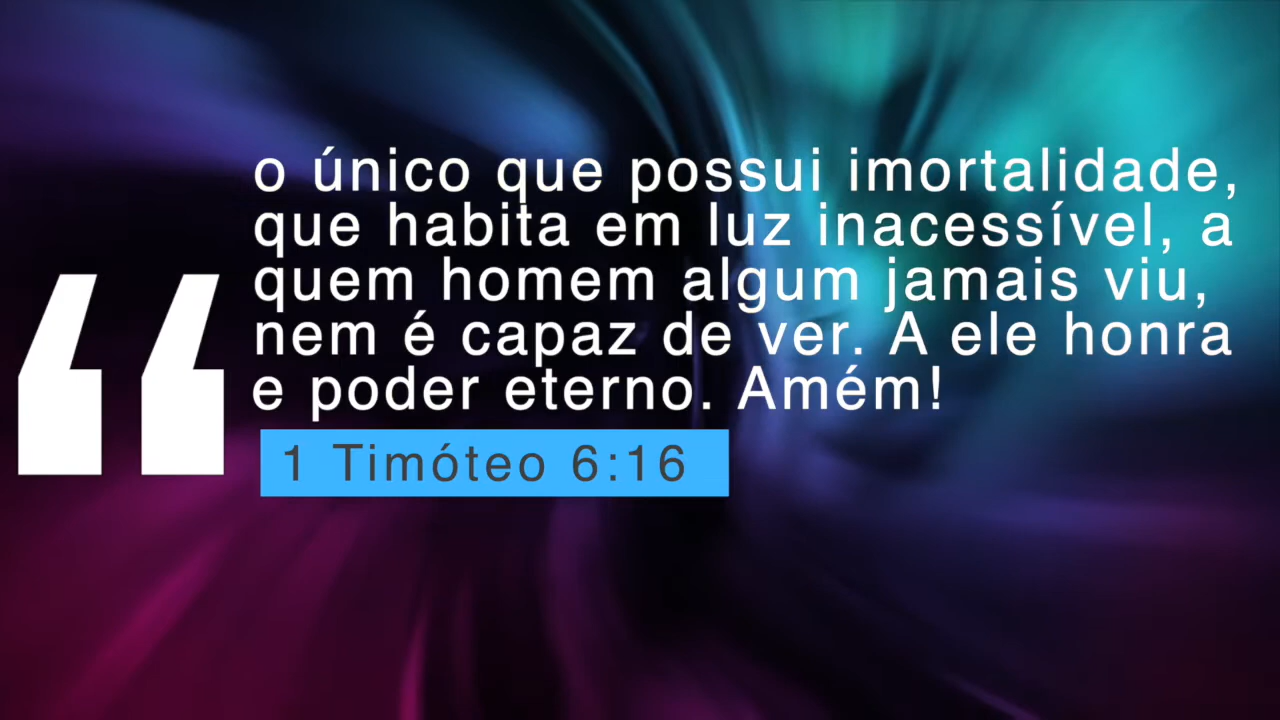 “
o único que possui imortalidade,
que habita em luz inacessível, a
quem homem algum jamais viu,
nem é capaz de ver. A ele honra
e poder eterno. Amém!
1 Timóteo 6:16